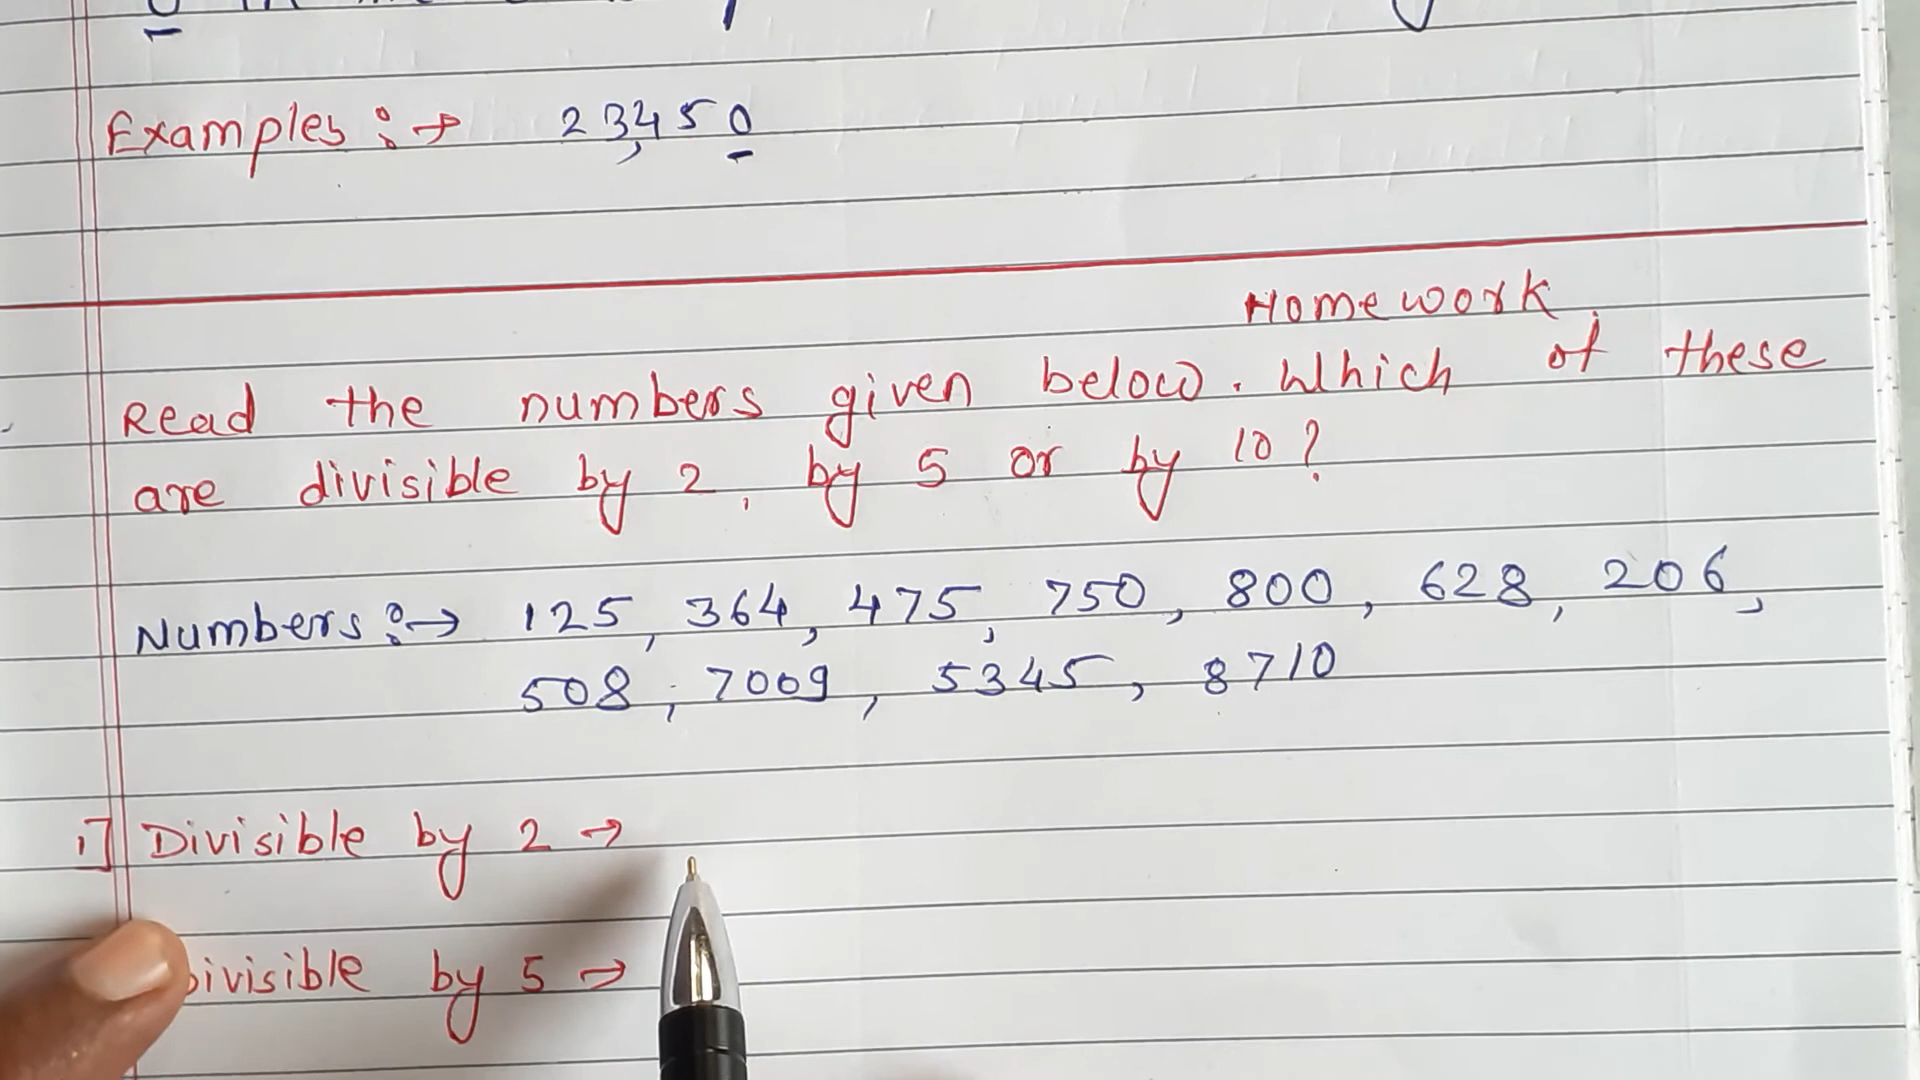 Examples :→ 23,450
Homework
Read the numbers given below. Which of these
are divisible by 2, by 5 or by 10?
Numbers :→ 125, 364, 475, 750, 800, 628, 206,
508, 7009, 5345, 8710
1] Divisible by 2 →
by 5 →